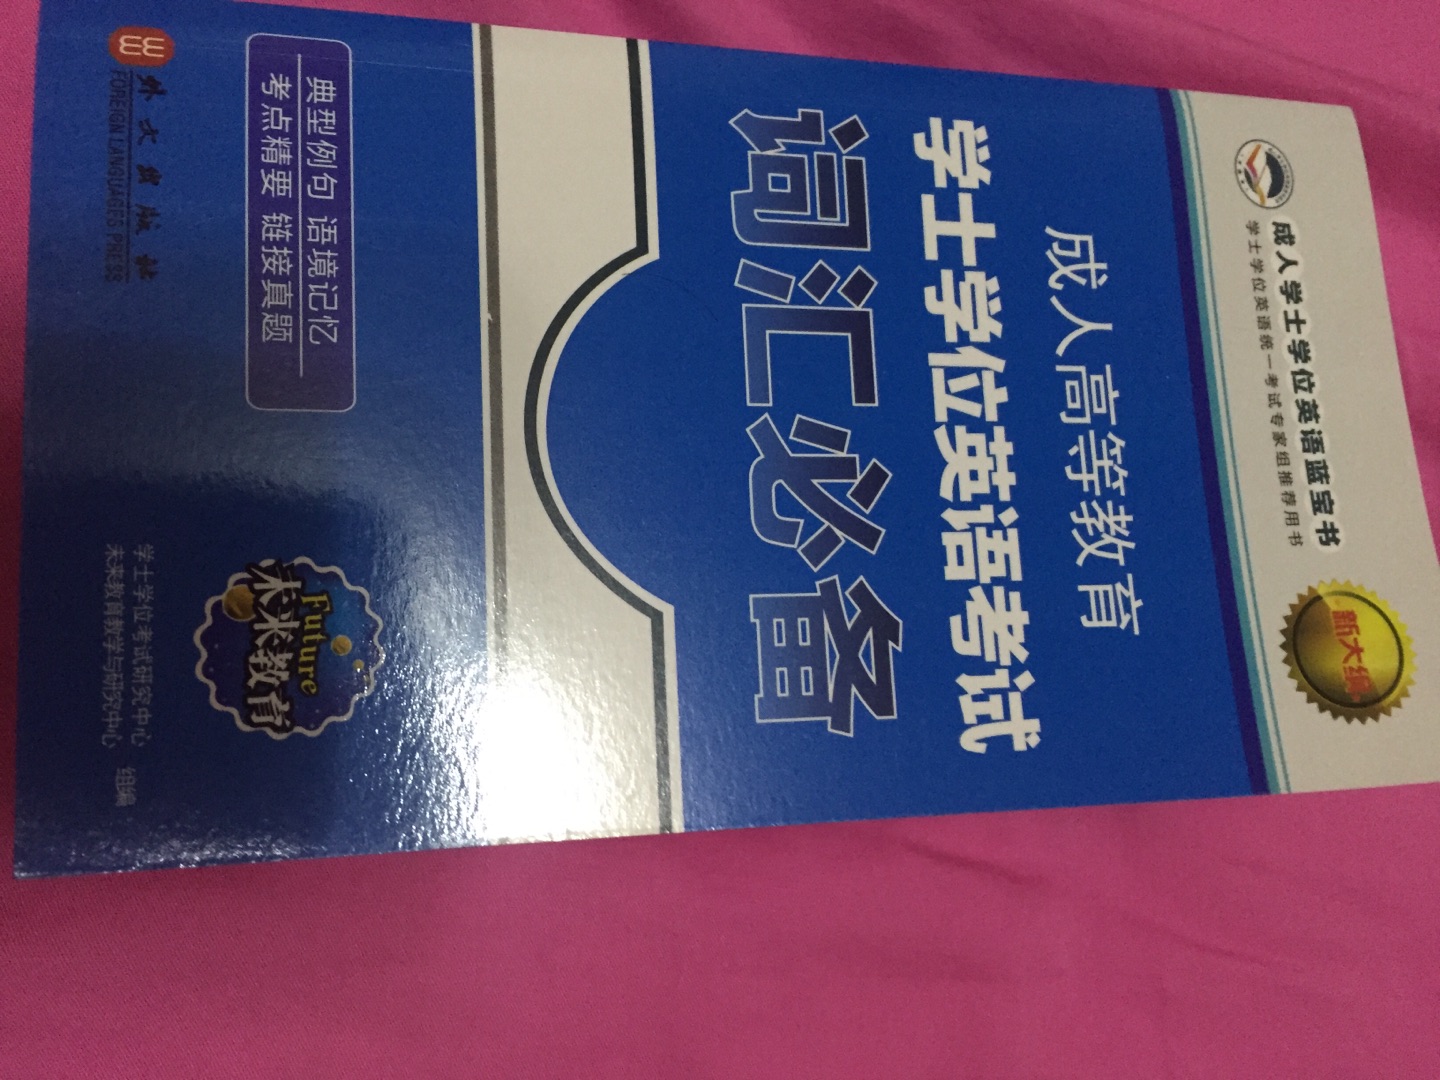 成人学士学位英语蓝宝书
学士学位英语统一考试专家组推荐用书
新大纲
成人高等教育
学士学位英语考试
词汇必备
典型例句 语境记忆
考点精要 链接真题
Future
未来教育
学士学位考试研究中心
未来教育教学与研究中心
组编
外文出版社
FOREIGN LANGUAGES PRESS